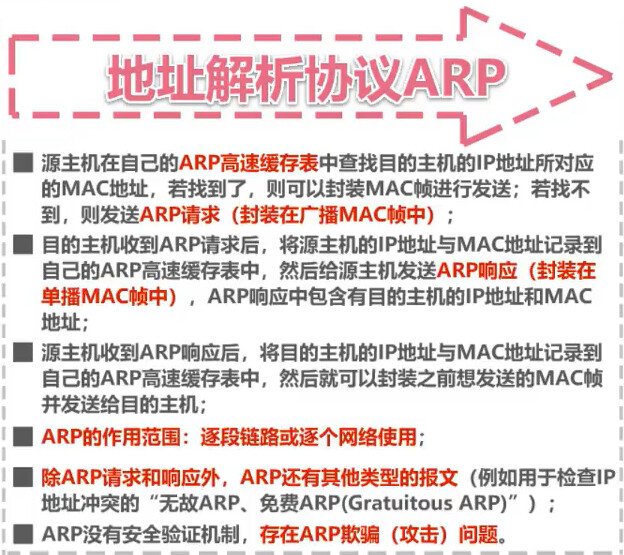 地址解析协议ARP
■ 源主机在自己的ARP高速缓存表中查找目的主机的IP地址所对应
的MAC地址，若找到了，则可以封装MAC帧进行发送；若找不
到，则发送ARP请求（封装在广播MAC帧中）；
■ 目的主机收到ARP请求后，将源主机的IP地址与MAC地址记录到
自己的ARP高速缓存表中，然后给源主机发送ARP响应（封装在
单播MAC帧中），ARP响应中包含有目的主机的IP地址和MAC
地址；
■ 源主机收到ARP响应后，将目的主机的IP地址与MAC地址记录到
自己的ARP高速缓存表中，然后就可以封装之前想发送的MAC帧
并发送给目的主机；
■ ARP的作用范围：逐段链路或逐个网络使用；
■ 除ARP请求和响应外，ARP还有其他类型的报文（例如用于检查IP
地址冲突的“无故ARP、免费ARP(Gratuitous ARP)”）；
■ ARP没有安全验证机制，存在ARP欺骗（攻击）问题。